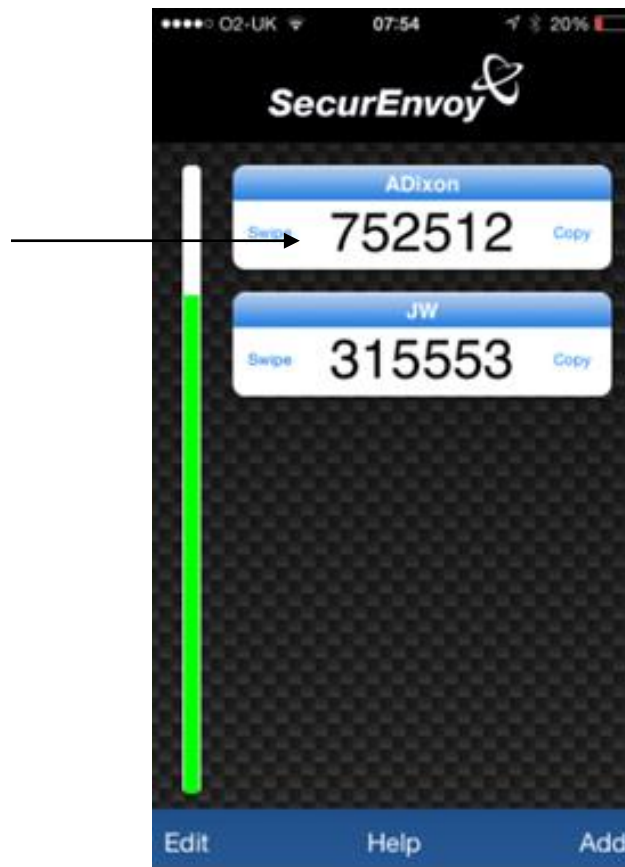 O2-UK 07:54 20%
SecurEnvoy
ADixon
Swipe 752512 Copy
JW
Swipe 315553 Copy
Edit Help Add